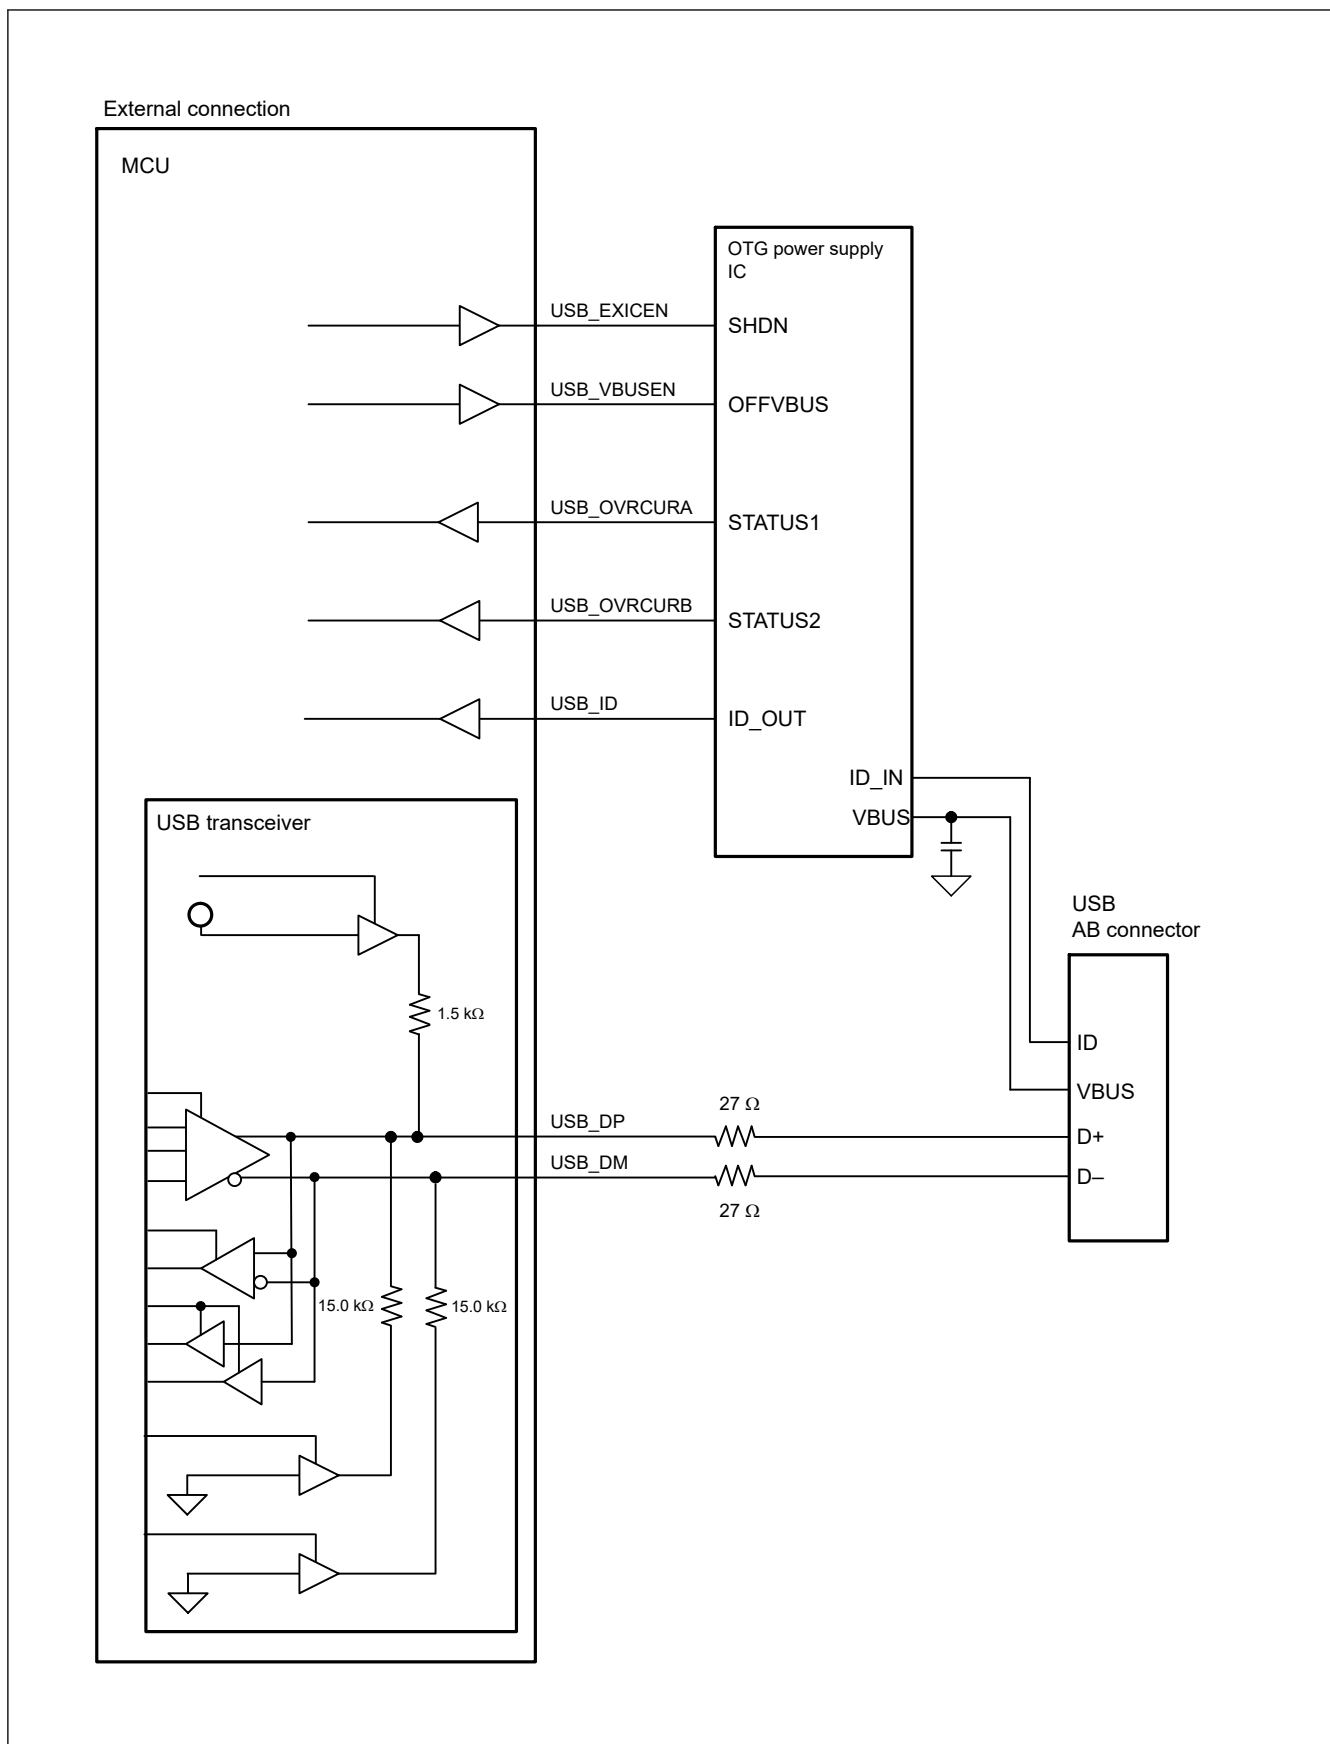 External connection
MCU
OTG power supply
IC
USB_EXICEN
SHDN
USB_VBUSEN
OFFVBUS
USB_OVRCURA
STATUS1
USB_OVRCURB
STATUS2
USB_ID
ID_OUT
ID_IN
VBUS
USB transceiver
USB
AB connector
1.5 kΩ
ID
VBUS
27 Ω
USB_DP
D+
USB_DM
D–
27 Ω
15.0 kΩ
15.0 kΩ